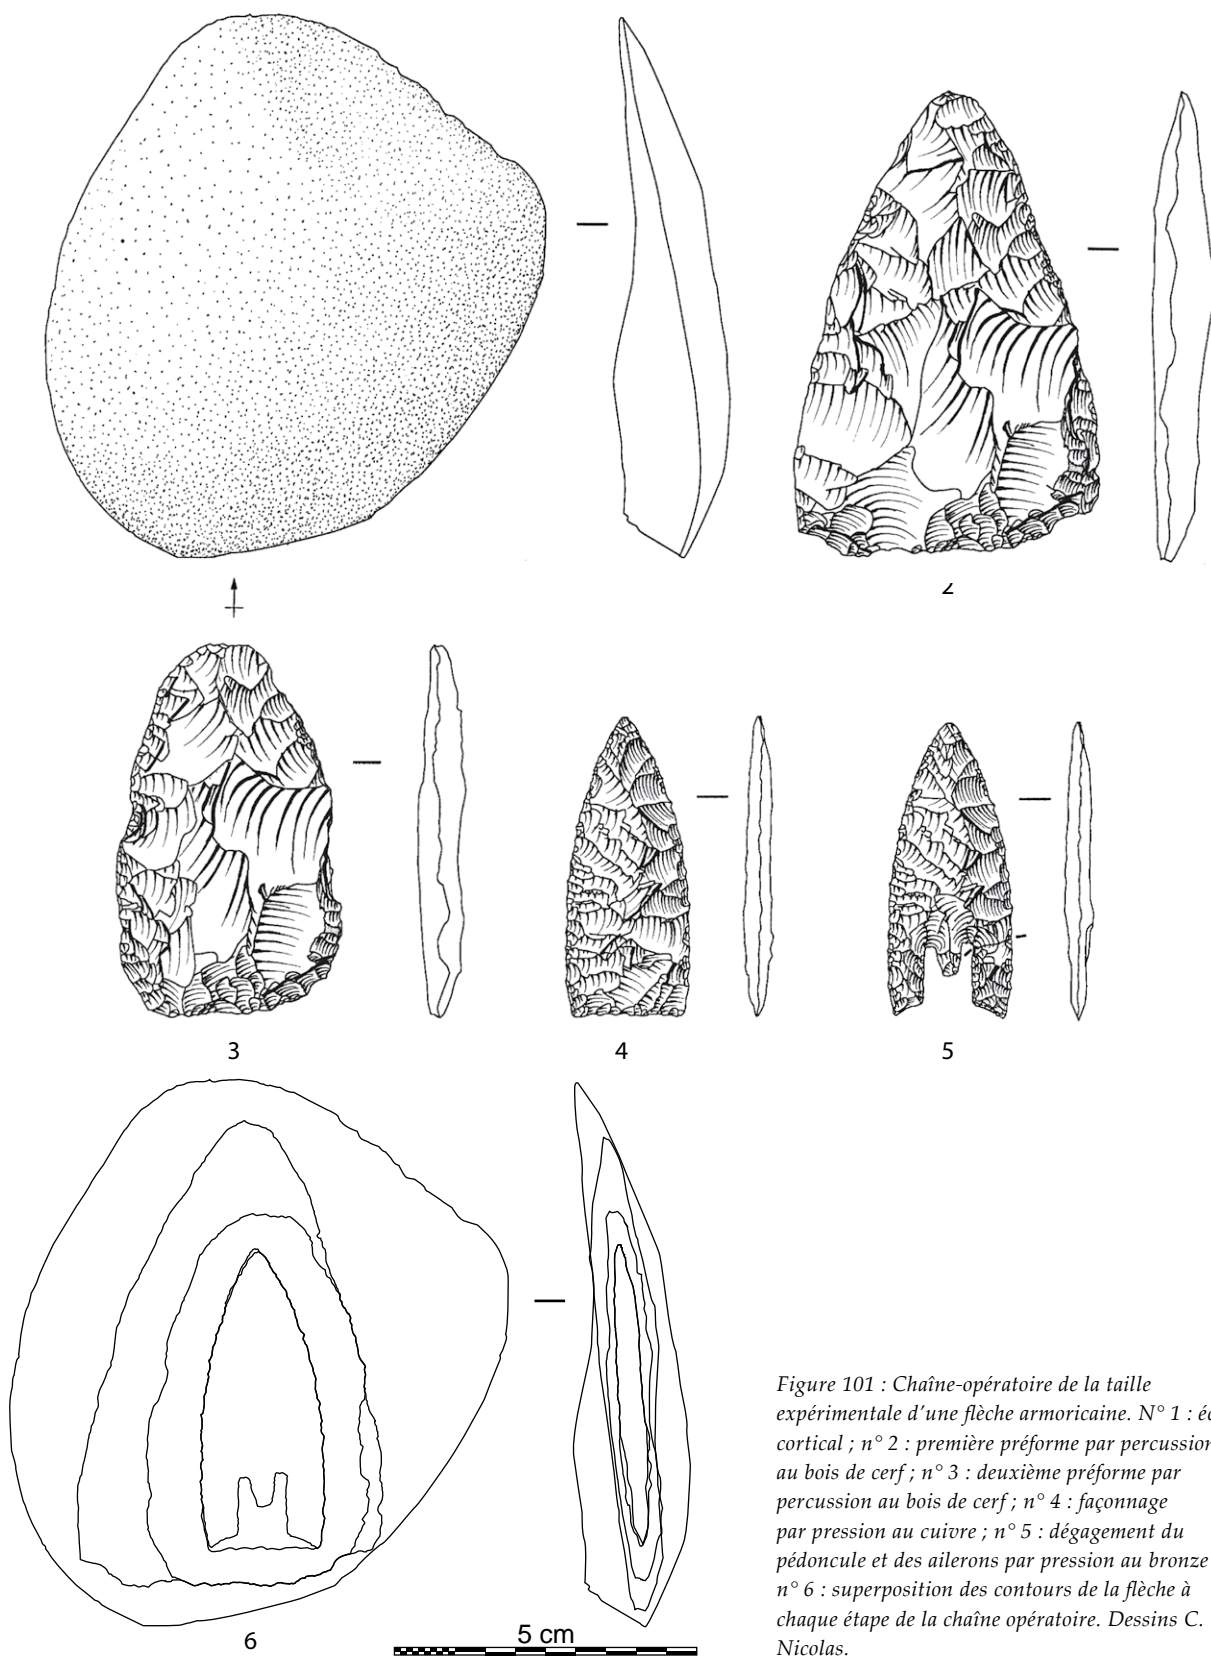 2
3
4
5
6
5 cm
Figure 101 : Chaîne-opératoire de la taille
expérimentale d'une flèche armoricaine. N° 1 :
cortical ; n° 2 : première préforme par percussion
au bois de cerf ; n° 3 : deuxième préforme par
percussion au bois de cerf ; n° 4 : façonnage
par pression au cuivre ; n° 5 : dégagement du
pédoncule et des ailerons par pression au bronze
n° 6 : superposition des contours de la flèche à
chaque étape de la chaîne opératoire. Dessins C.
Nicolas.